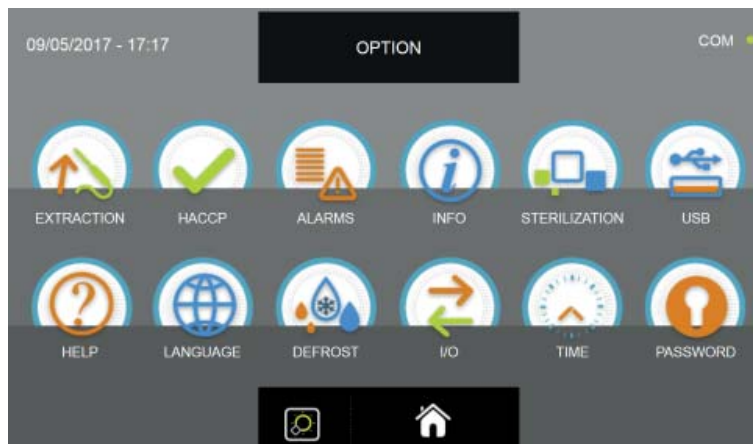 09/05/2017 - 17:17
OPTION
COM
EXTRACTION
HACCP
ALARMS
INFO
STERILIZATION
USB
HELP
LANGUAGE
DEFROST
I/O
TIME
PASSWORD